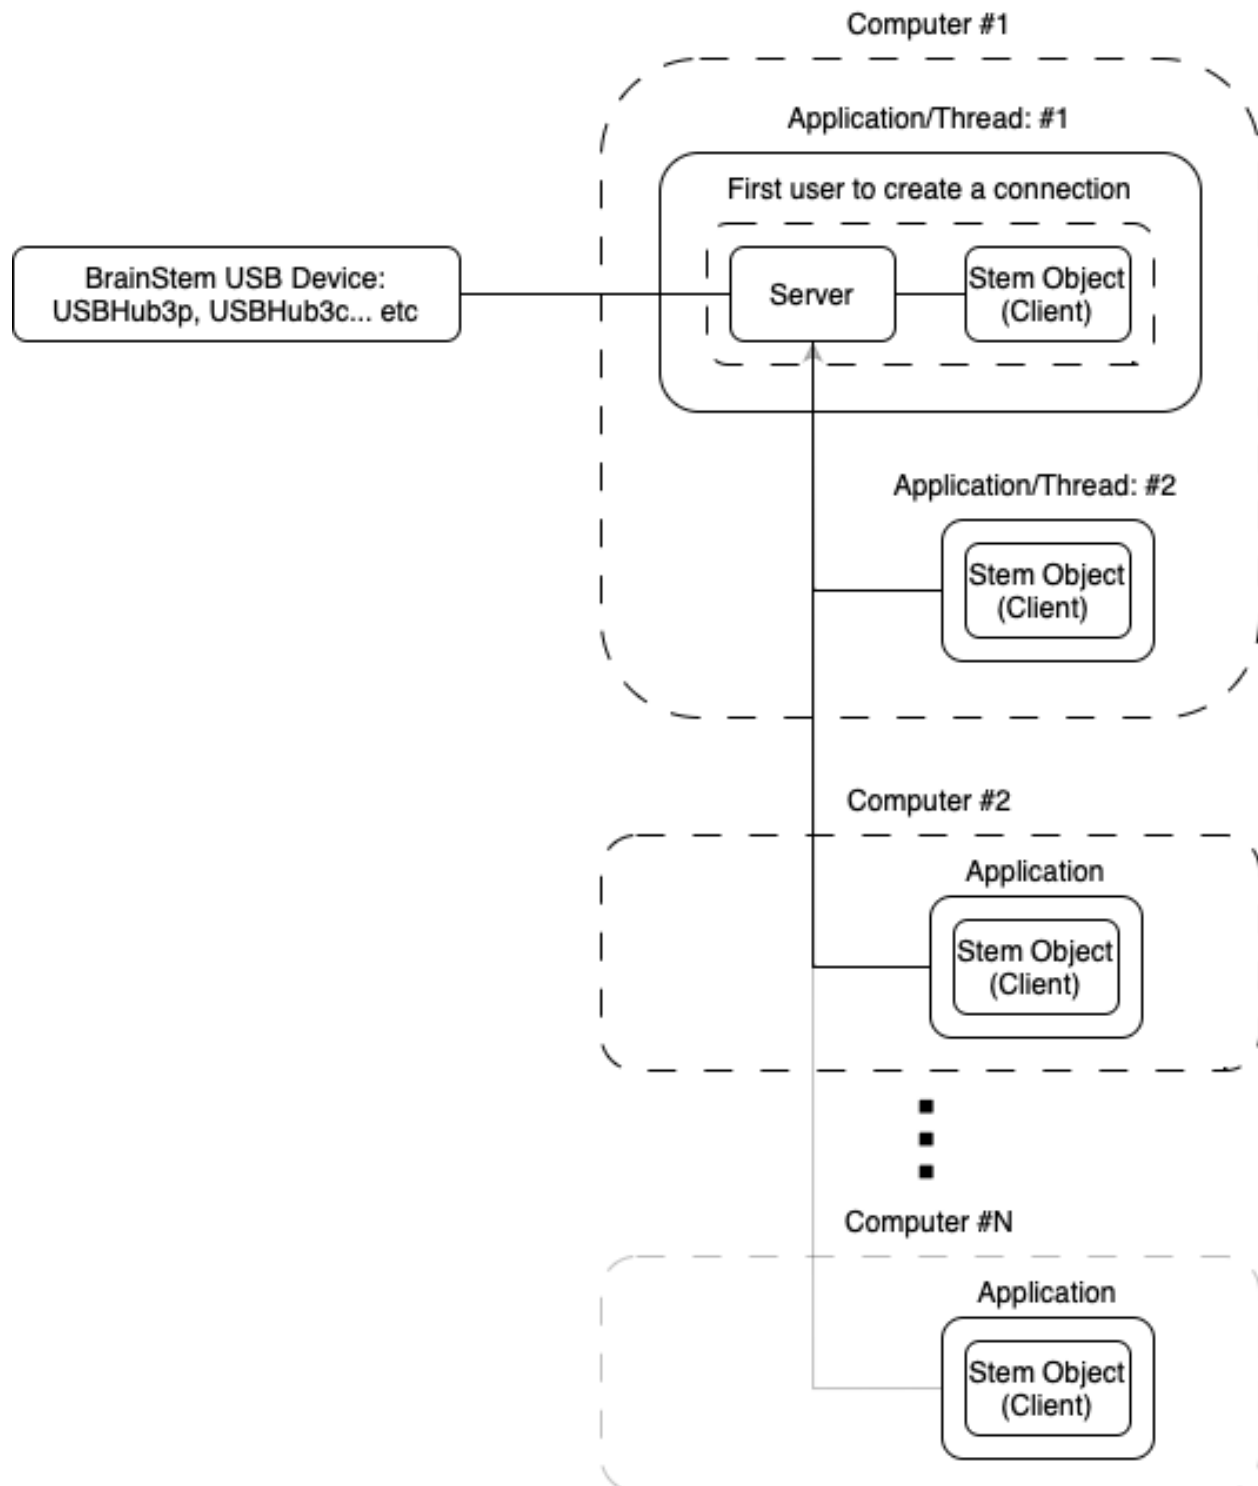 Computer #1
Application/Thread: #1
First user to create a connection
BrainStem USB Device:
USBHub3p, USBHub3c... etc
Server
Stem Object
(Client)
Application/Thread: #2
Stem Object
(Client)
Computer #2
Application
Stem Object
(Client)
Computer #N
Application
Stem Object
(Client)